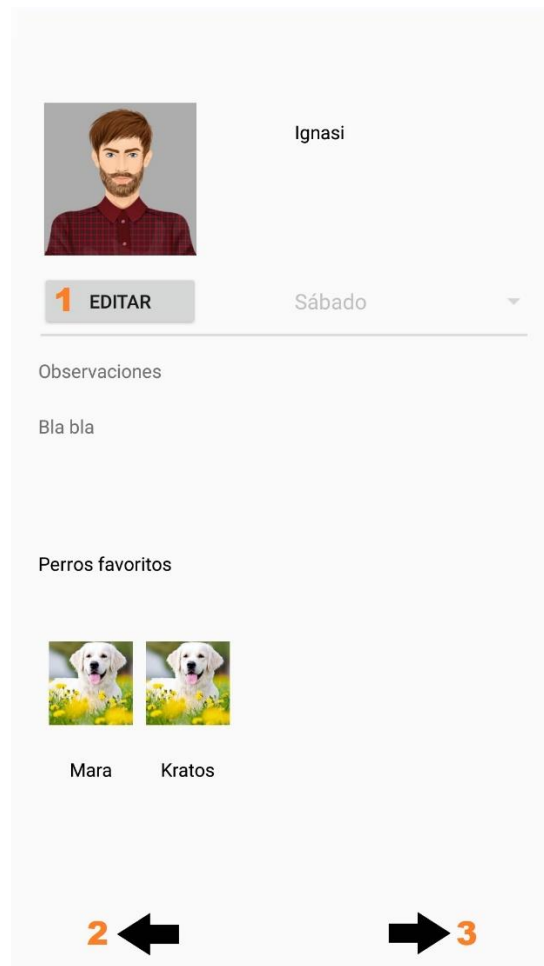 Ignasi
1 EDITAR
Sábado
Observaciones
Bla bla
Perros favoritos
Mara Kratos
2 3